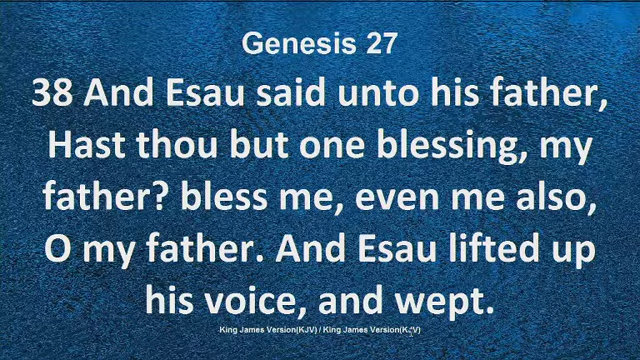 Genesis 27
38 And Esau said unto his father,
Hast thou but one blessing, my
father? bless me, even me also,
O my father. And Esau lifted up
his voice, and wept.
King James Version(KJV) / King James Version(KJV)